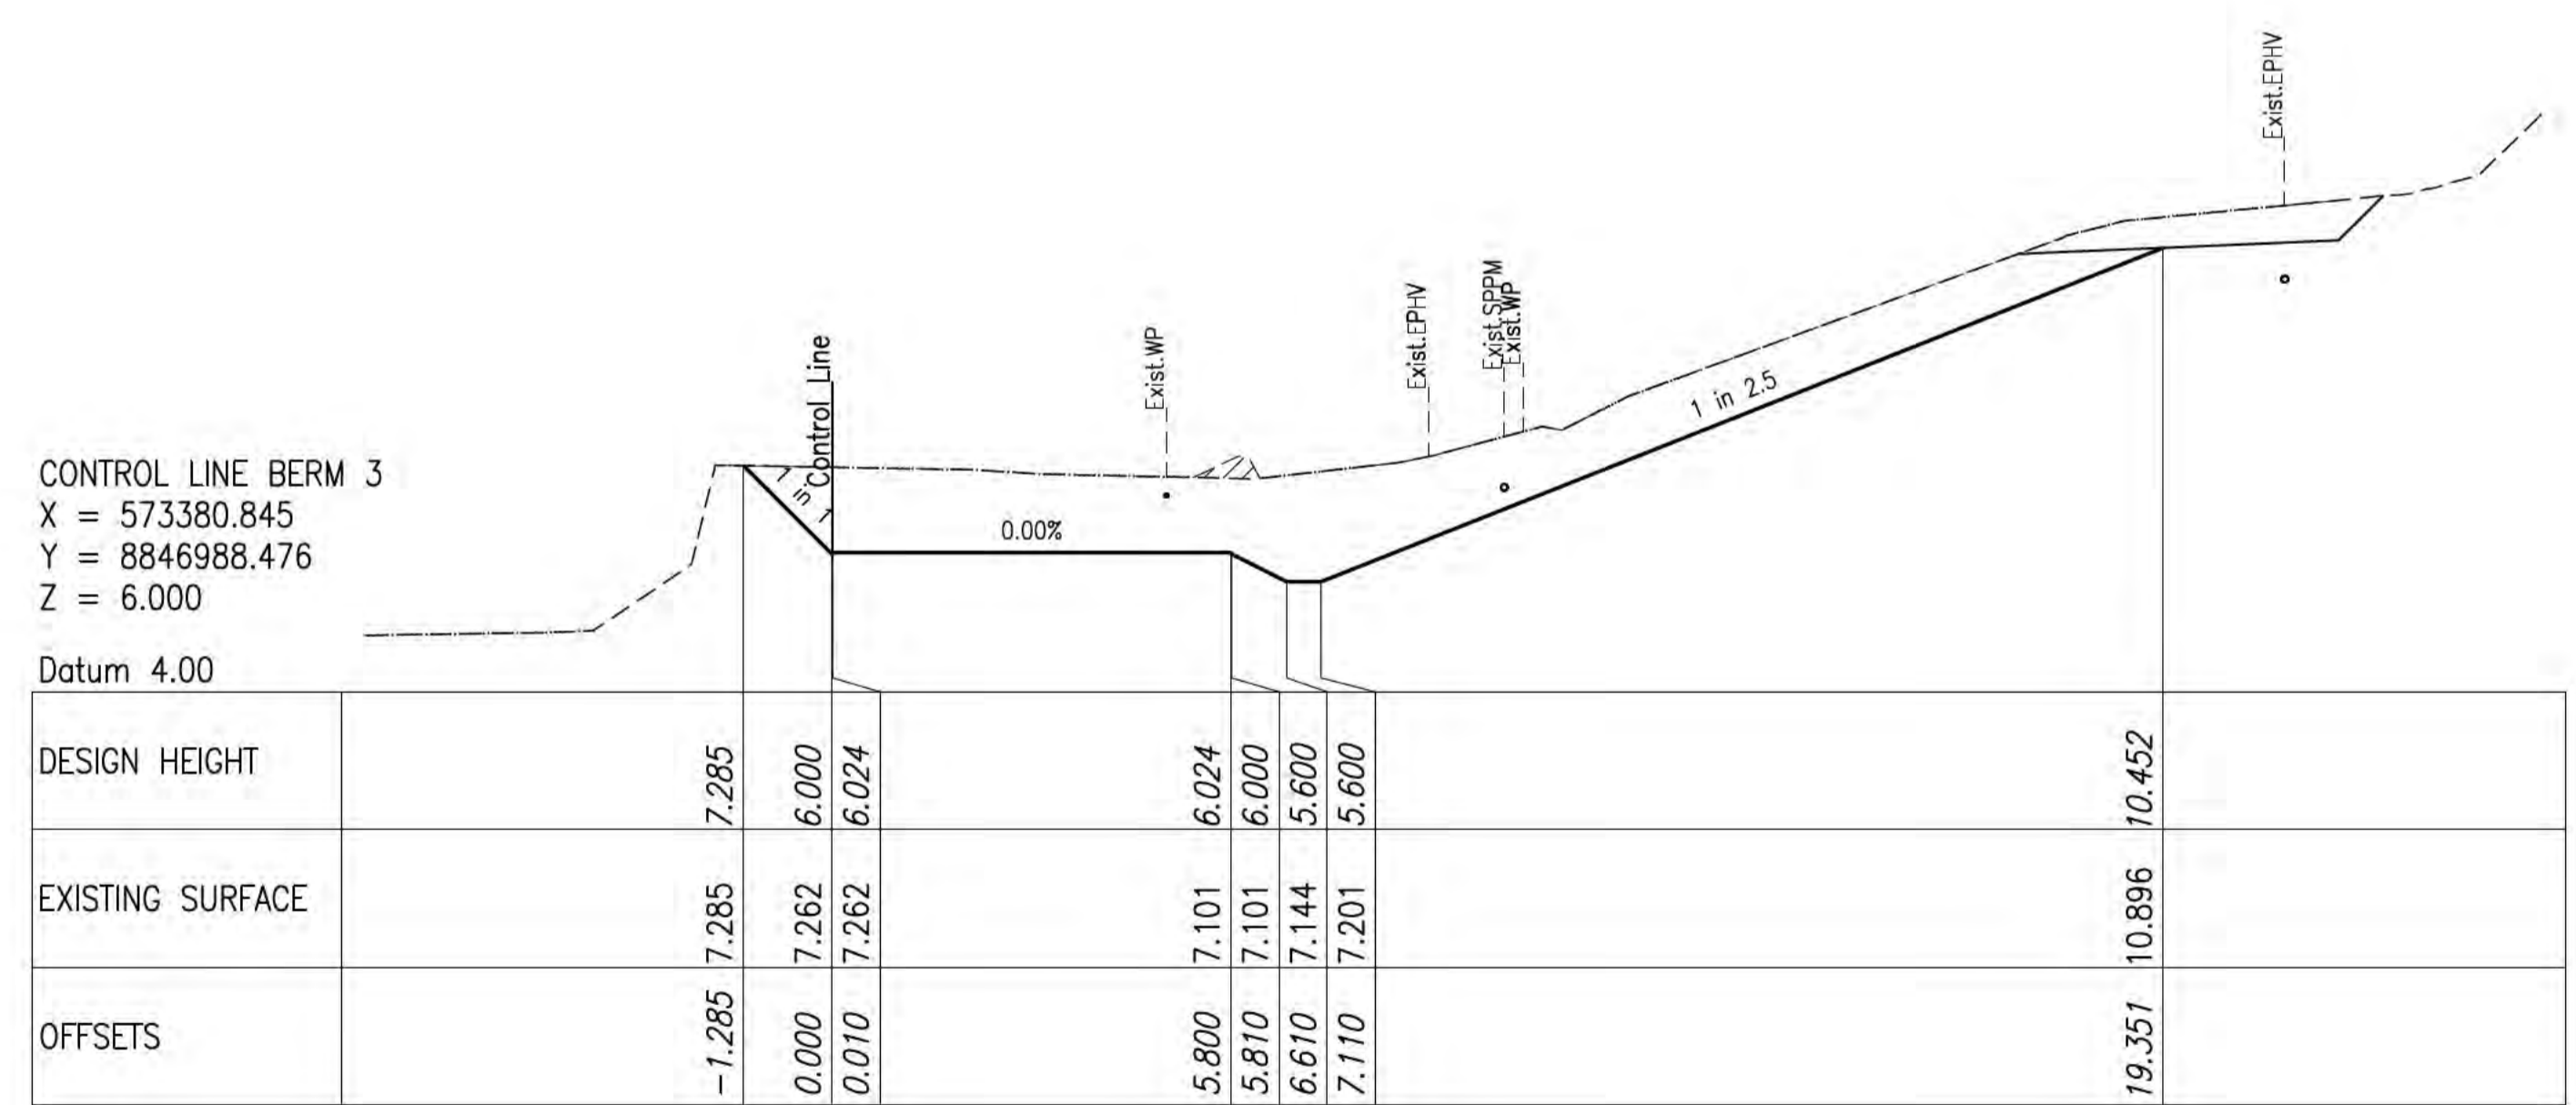 Exist.EPHV
Exist.SPPM
Exist.EPHV
Exist.WP
Exist.WP
Control Line
1 in 2.5
CONTROL LINE BERM 3
1 in 1
X = 573380.845
0.00%
Y = 8846988.476
Z = 6.000
Datum 4.00
DESIGN HEIGHT 7.285 6.000 6.024 6.024 6.000 5.600 5.600 10.452
EXISTING SURFACE 7.285 7.262 7.262 7.101 7.101 7.144 7.201 10.896
OFFSETS -1.285 0.000 0.010 5.800 5.810 6.610 7.110 19.351